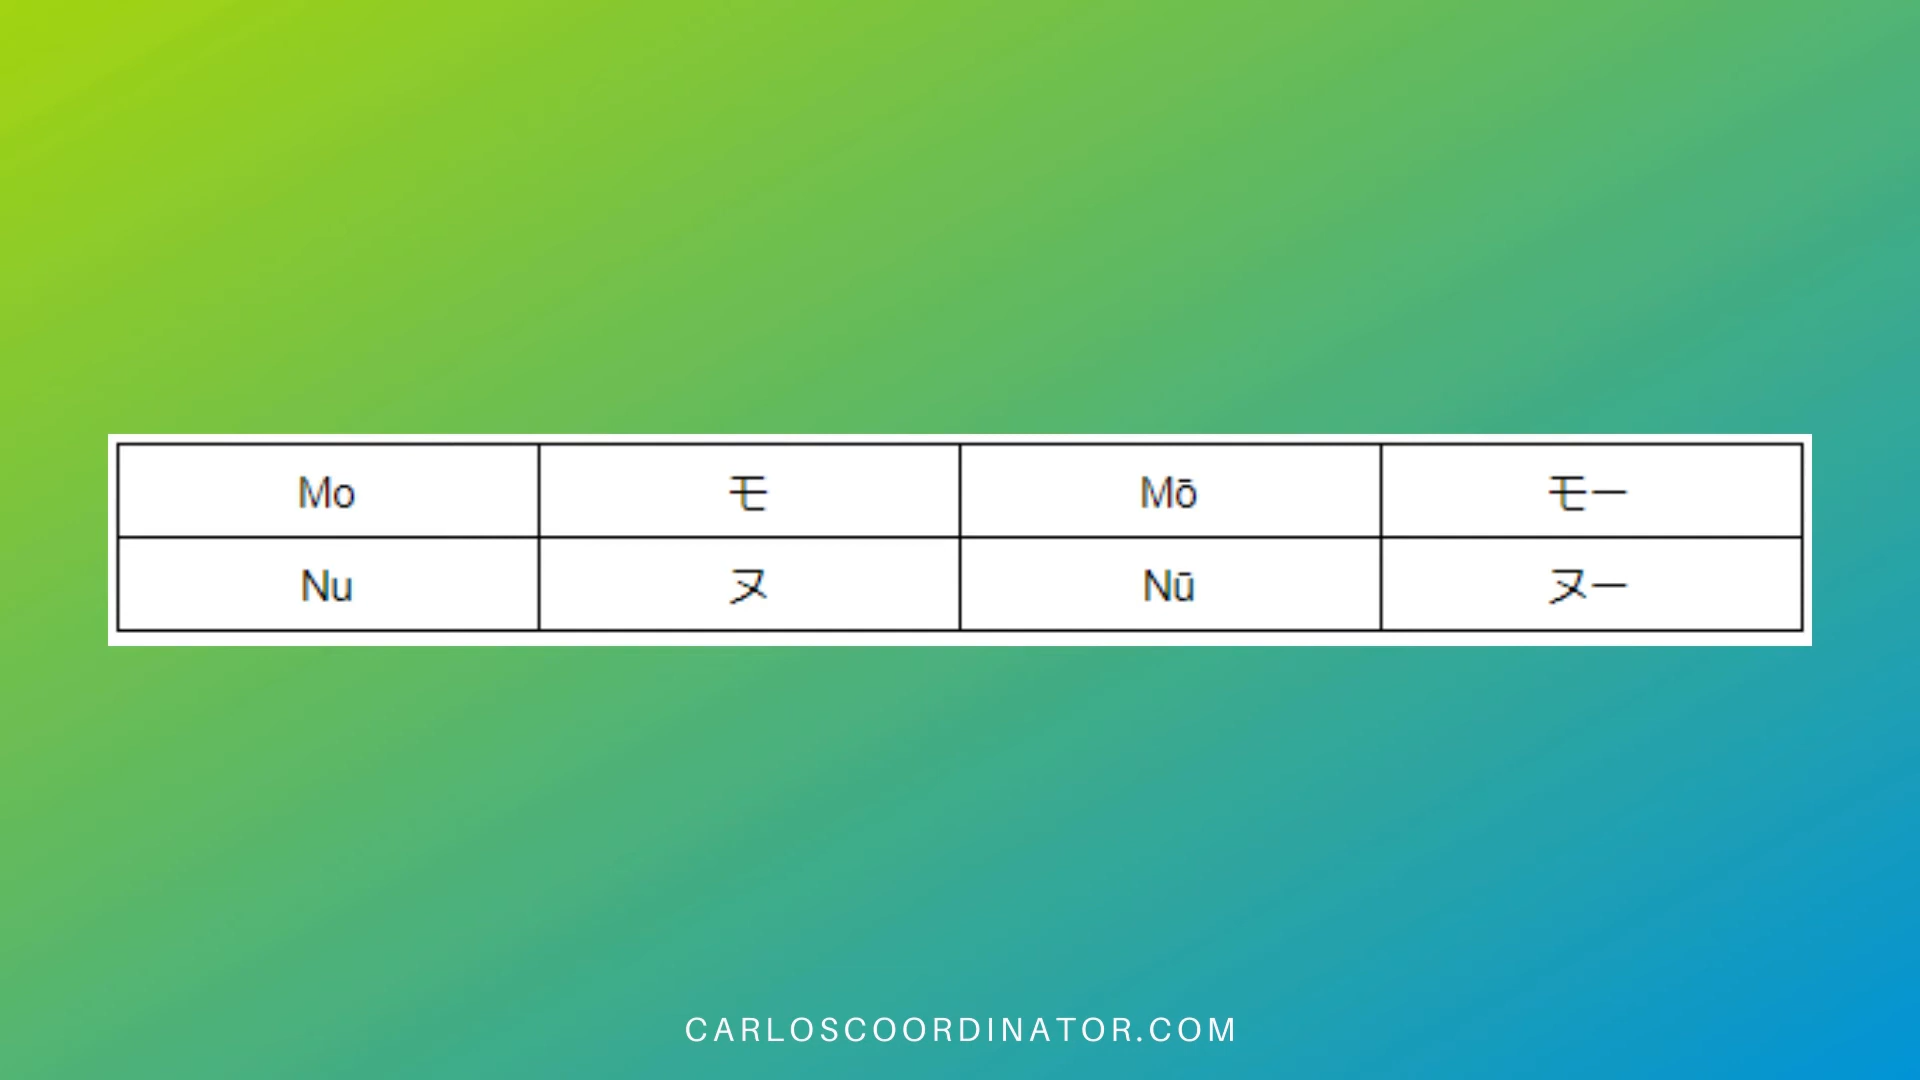 Mo モ Mō モー
Nu ヌ Nū ヌー
CARLOSCOORDINATOR.COM